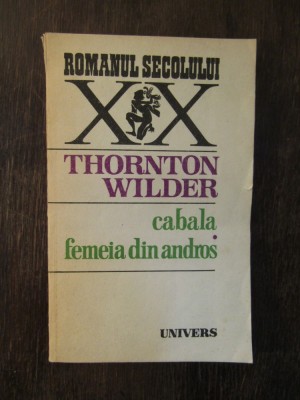 ROMANUL SECOLULUI
XX
THORNTON
WILDER
cabala
•
femeia din andros
UNIVERS